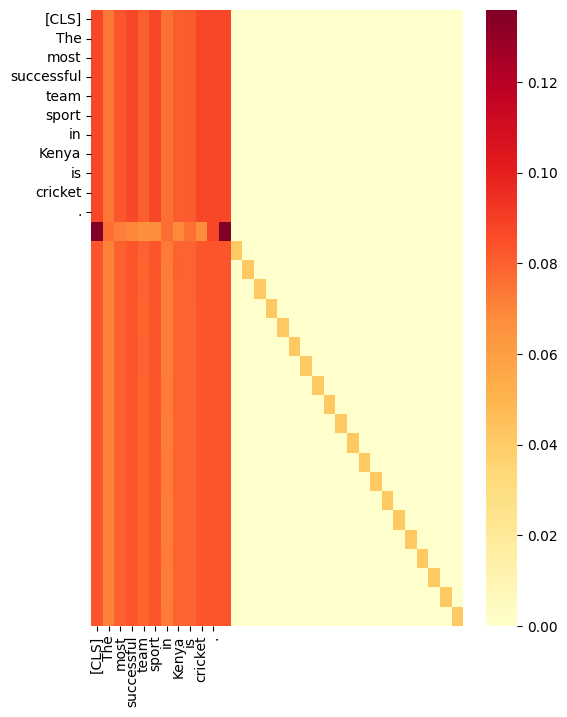 [CLS]
The
most
successful
team
sport
in
Kenya
is
cricket
.
[CLS]
The
most
successful
team
sport
in
Kenya
is
cricket
.
0.12
0.10
0.08
0.06
0.04
0.02
0.00